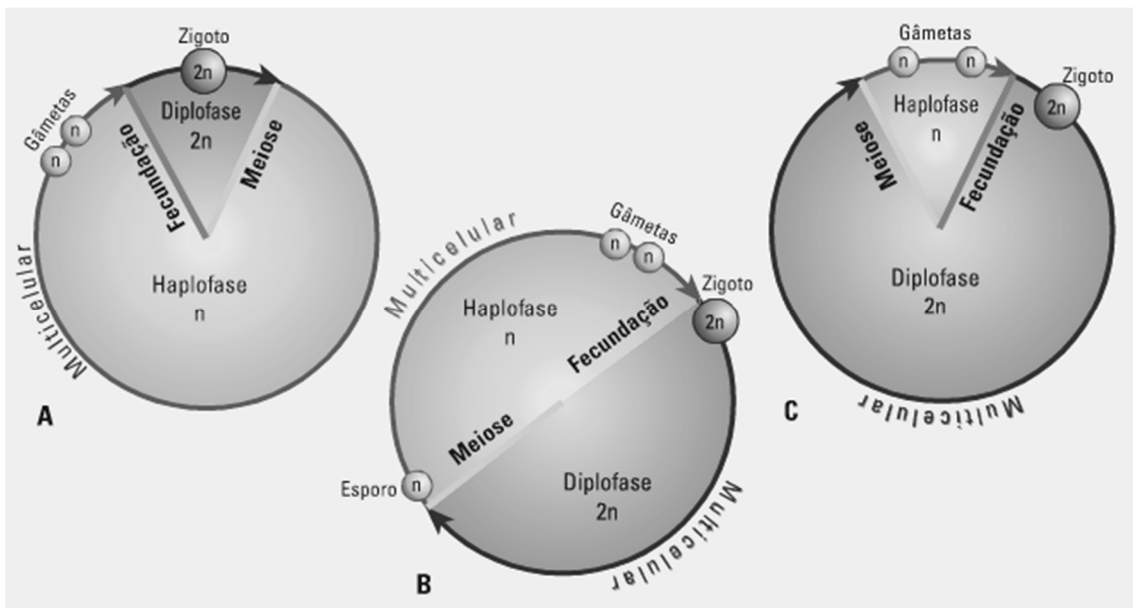 Zigoto
2n
Gâmetas
n
n
Diplofase
2n
Fecundação
Meiose
Haplofase
n
Multicelular
A
Multicelular
Gâmetas
n
n
Zigoto
2n
Haplofase
n
Fecundação
Meiose
Esporo
n
Diplofase
2n
Multicelular
B
Gâmetas
n
n
Zigoto
2n
Haplofase
n
Meiose
Fecundação
Diplofase
2n
Multicelular
C